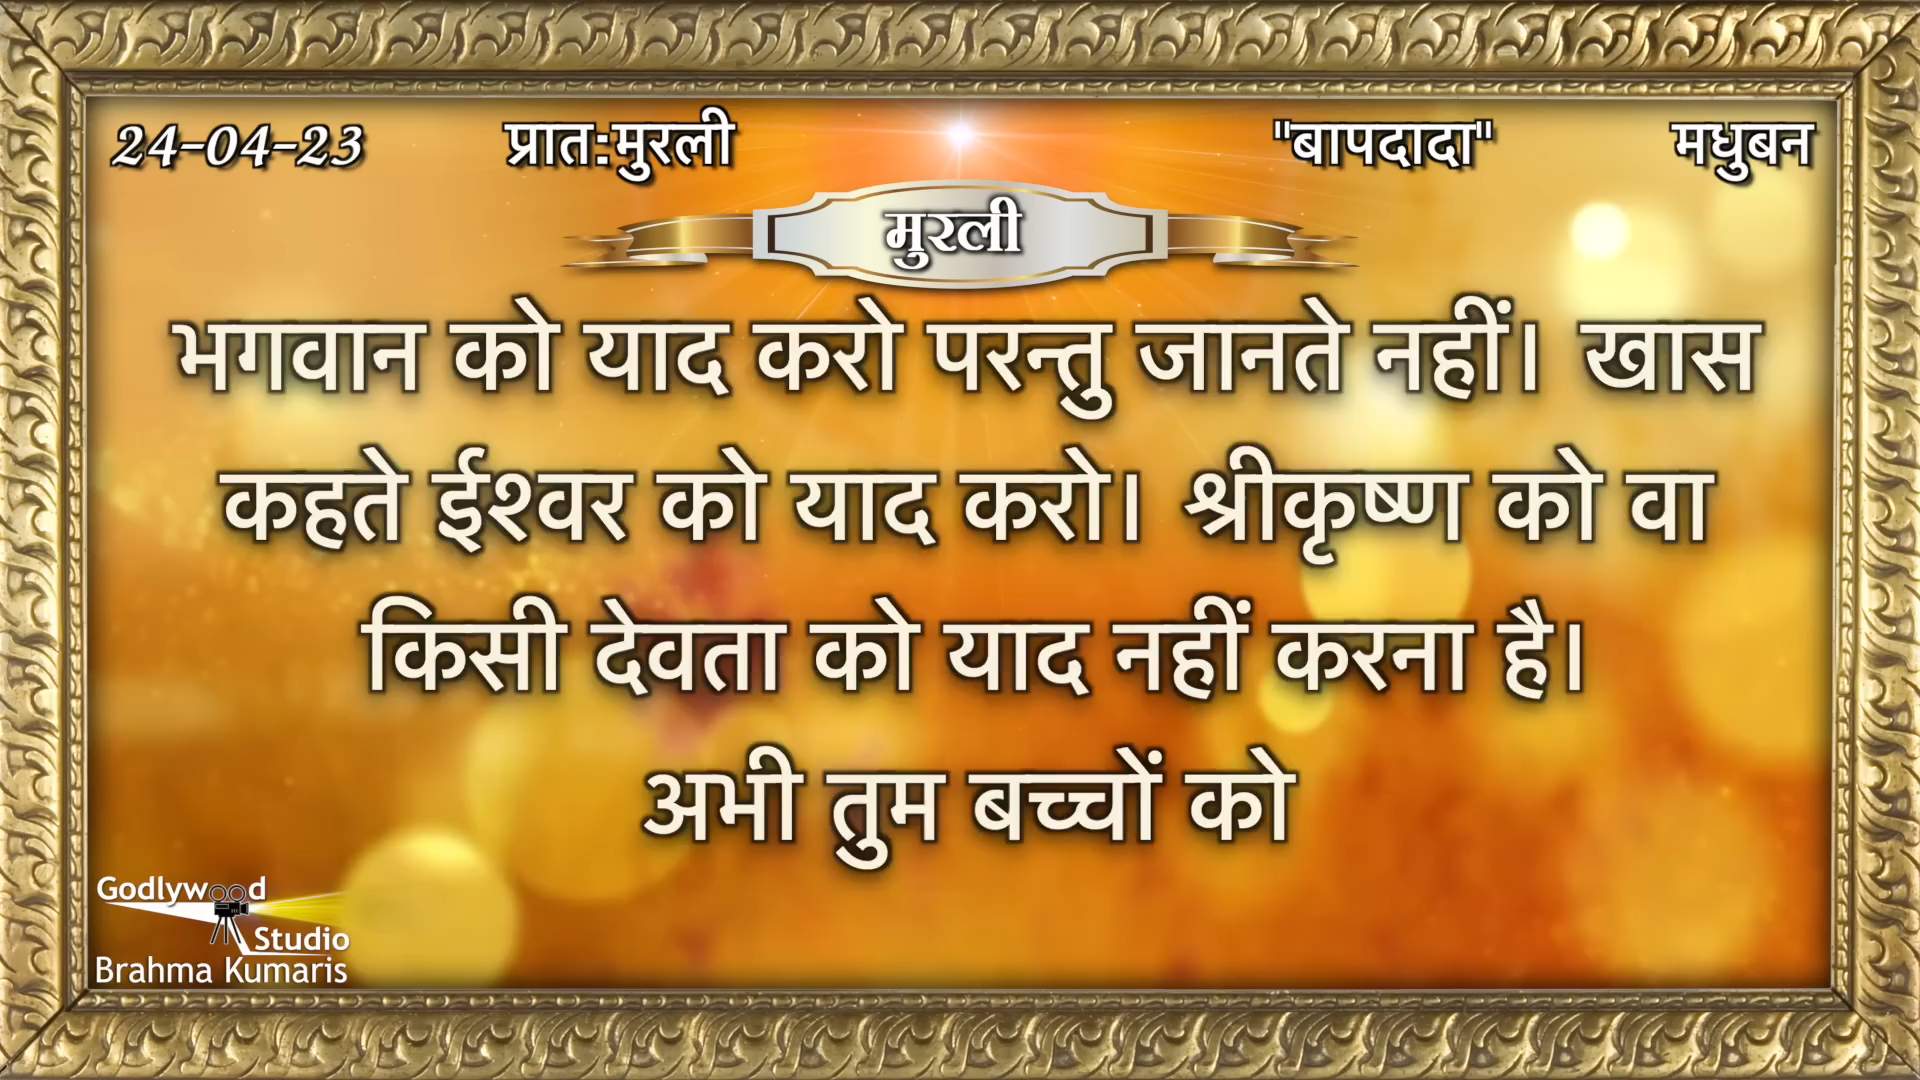 24-04-23 प्रात:मुरली "बापदादा" मधुबन
मुरली
भगवान को याद करो परन्तु जानते नहीं। खास
कहते ईश्वर को याद करो। श्रीकृष्ण को वा
किसी देवता को याद नहीं करना है।
अभी तुम बच्चों को
Godlywood
Studio
Brahma Kumaris